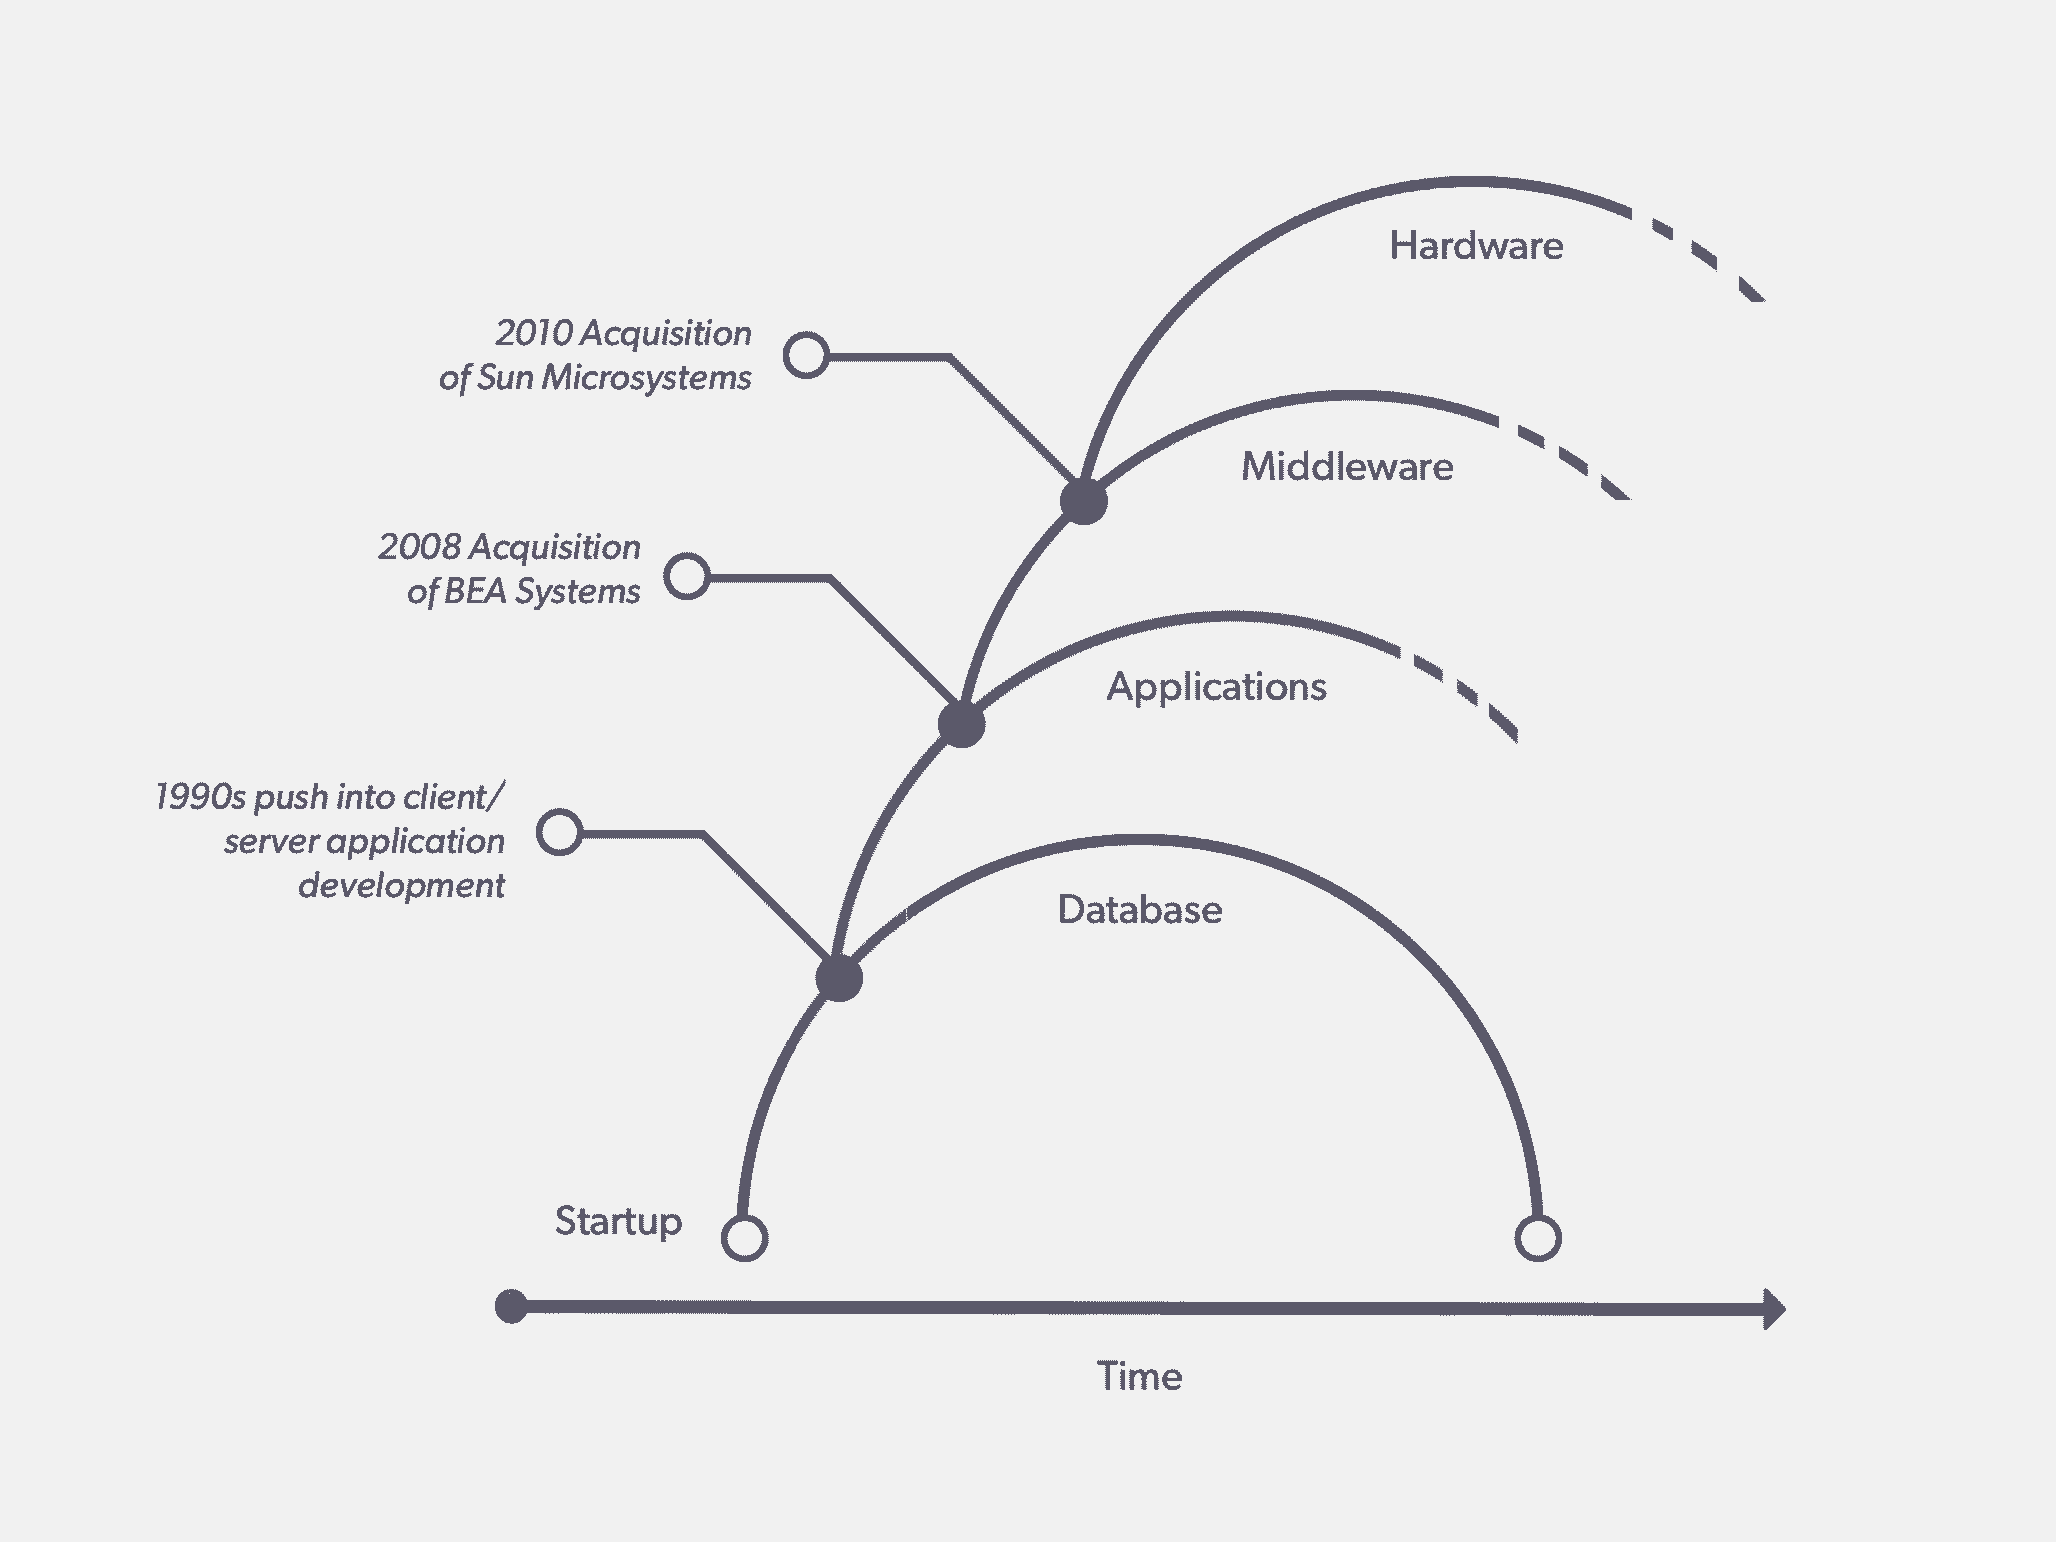 Hardware
2010 Acquisition
of Sun Microsystems
Middleware
2008 Acquisition
of BEA Systems
Applications
1990s push into client/
server application
development
Database
Startup
Time